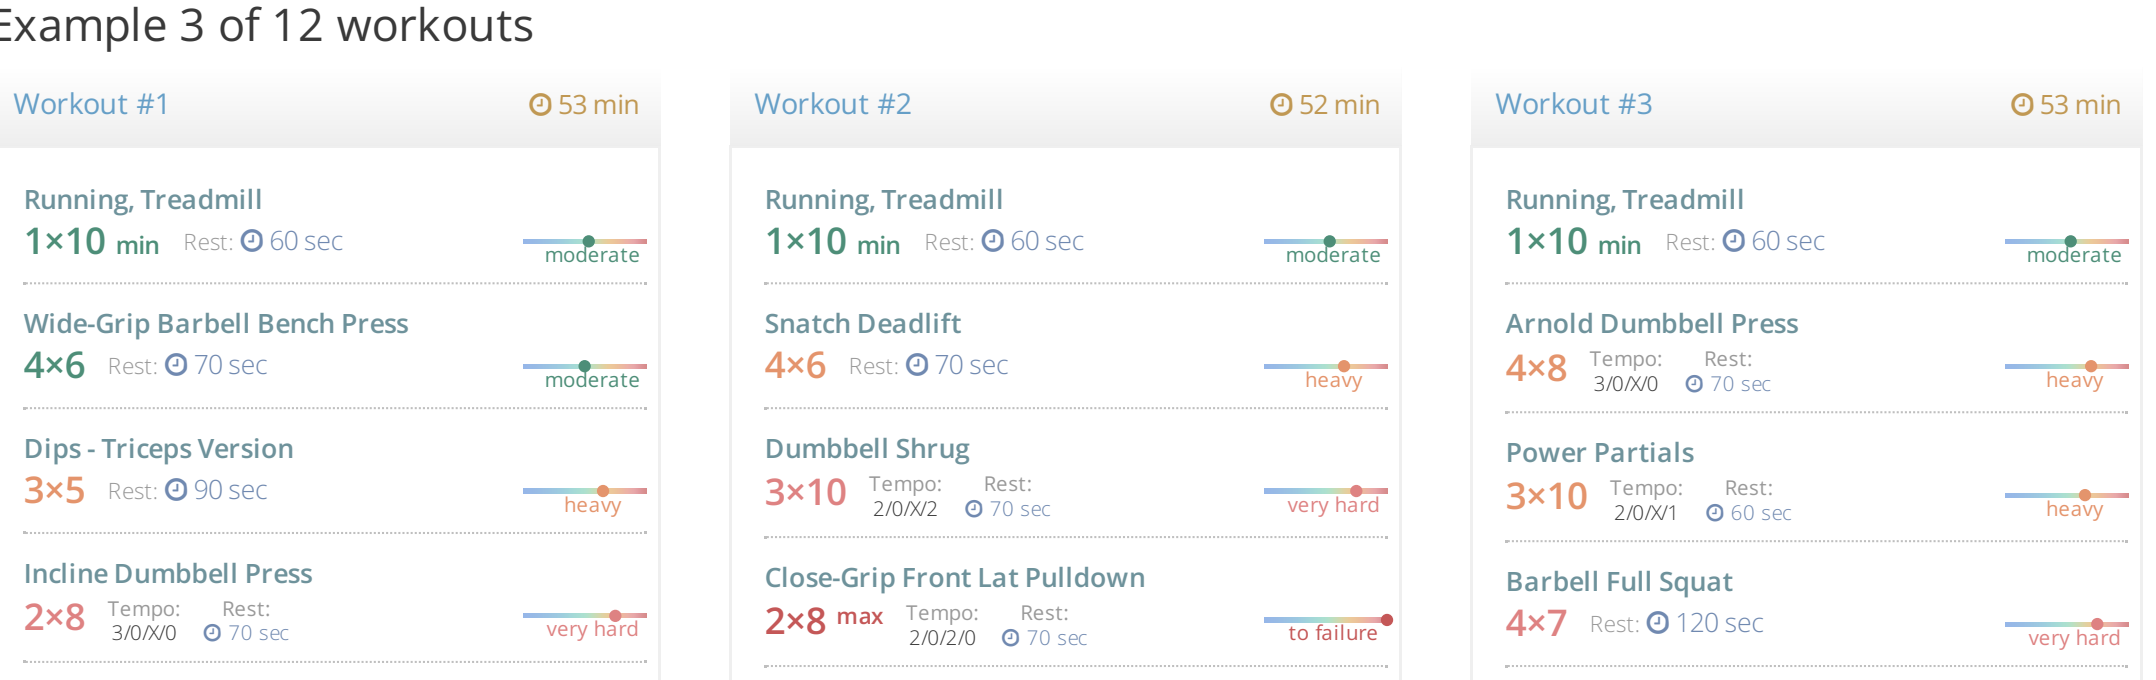 Example 3 of 12 workouts
Workout #1 53 min
Running, Treadmill
1×10 min Rest: 60 sec
moderate
Wide-Grip Barbell Bench Press
4×6 Rest: 70 sec
moderate
Dips - Triceps Version
3×5 Rest: 90 sec
heavy
Incline Dumbbell Press
2×8 Tempo: Rest:
3/0/X/0 70 sec
very hard
Workout #2 52 min
Running, Treadmill
1×10 min Rest: 60 sec
moderate
Snatch Deadlift
4×6 Rest: 70 sec
heavy
Dumbbell Shrug
3×10 Tempo: Rest:
2/0/X/2 70 sec
very hard
Close-Grip Front Lat Pulldown
2×8 max Tempo: Rest:
2/0/2/0 70 sec
to failure
Workout #3 53 min
Running, Treadmill
1×10 min Rest: 60 sec
moderate
Arnold Dumbbell Press
4×8 Tempo: Rest:
3/0/X/0 70 sec
heavy
Power Partials
3×10 Tempo: Rest:
2/0/X/1 60 sec
heavy
Barbell Full Squat
4×7 Rest: 120 sec
very hard